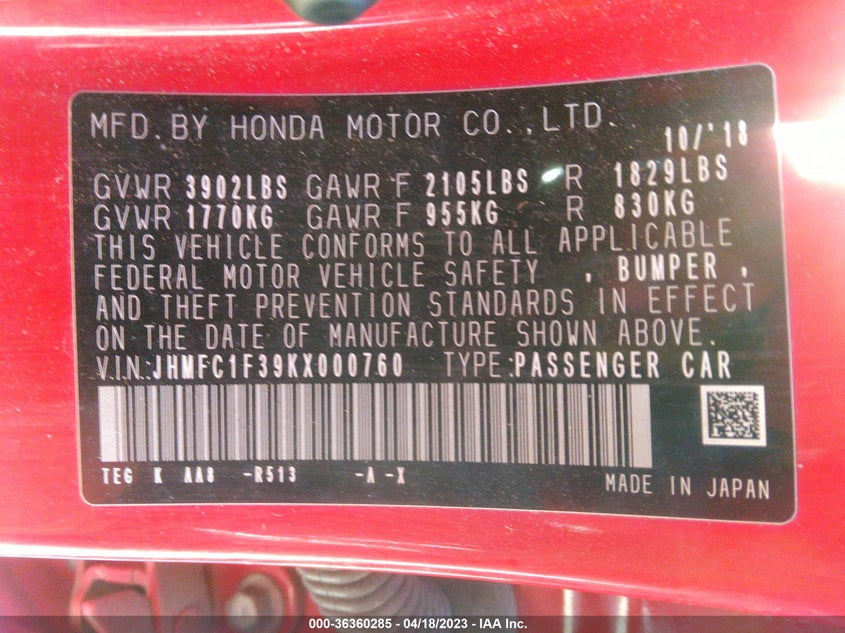 MFD. BY HONDA MOTOR CO., LTD. 10/'18
GVWR 3902LBS GAWR F 2105LBS R 1829LBS
GVWR 1770KG GAWR F 955KG R 830KG
THIS VEHICLE CONFORMS TO ALL APPLICABLE
FEDERAL MOTOR VEHICLE SAFETY , BUMPER ,
AND THEFT PREVENTION STANDARDS IN EFFECT
ON THE DATE OF MANUFACTURE SHOWN ABOVE.
V.I.N.:JHMFC1F39KX000760 TYPE:PASSENGER CAR
TEG K AA8 -R513 -A -X
MADE IN JAPAN
000-36360285 - 04/18/2023 - IAA Inc.